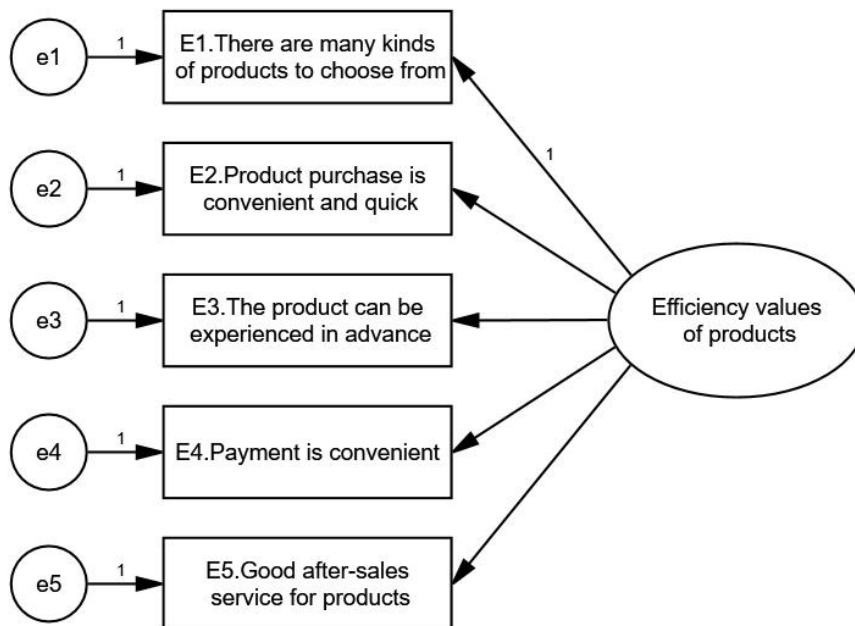 e1
1
E1.There are many kinds
of products to choose from
1
e2
1
E2.Product purchase is
convenient and quick
e3
1
E3.The product can be
experienced in advance
Efficiency values
of products
e4
1
E4.Payment is convenient
e5
1
E5.Good after-sales
service for products